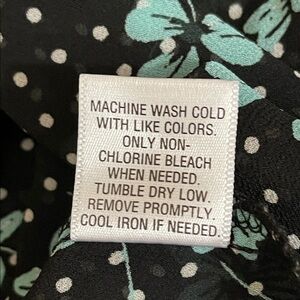 MACHINE WASH COLD
WITH LIKE COLORS.
ONLY NON-
CHLORINE BLEACH
WHEN NEEDED.
TUMBLE DRY LOW.
REMOVE PROMPTLY.
COOL IRON IF NEEDED.